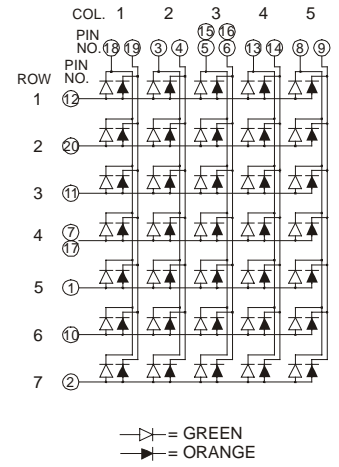 COL. 1 2 3 4 5
15 16
PIN NO. 18 19 3 4 5 6 13 14 8 9
ROW PIN NO.
1 12
2 20
3 11
4 7
17
5 1
6 10
7 2
= GREEN
= ORANGE